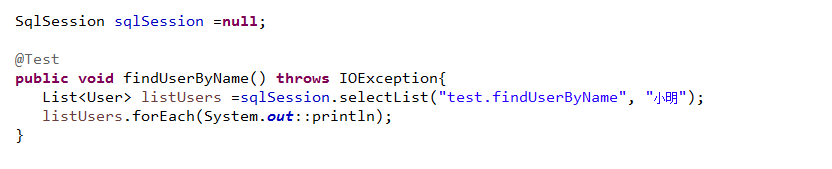 SqlSession sqlSession =null;
@Test
public void findUserByName() throws IOException{
List<User> listUsers =sqlSession.selectList("test.findUserByName", "小明");
listUsers.forEach(System.out::println);
}